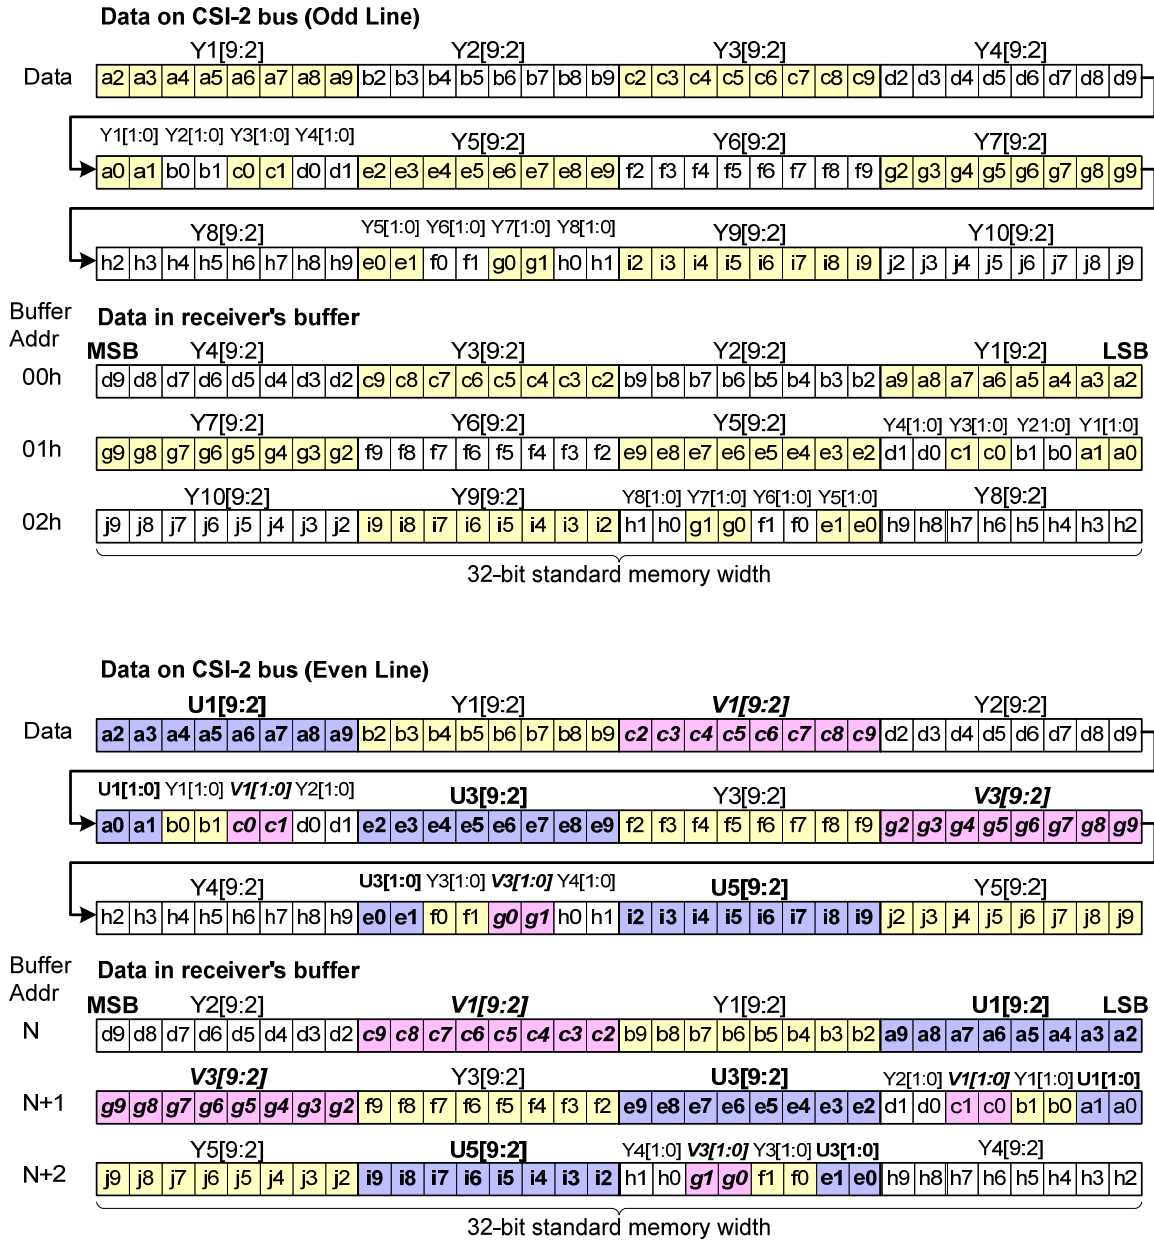 Data on CSI-2 bus (Odd Line)
Y1[9:2] Y2[9:2] Y3[9:2] Y4[9:2]
Data a2 a3 a4 a5 a6 a7 a8 a9 b2 b3 b4 b5 b6 b7 b8 b9 c2 c3 c4 c5 c6 c7 c8 c9 d2 d3 d4 d5 d6 d7 d8 d9
Y1[1:0] Y2[1:0] Y3[1:0] Y4[1:0] Y5[9:2] Y6[9:2] Y7[9:2]
a0 a1 b0 b1 c0 c1 d0 d1 e2 e3 e4 e5 e6 e7 e8 e9 f2 f3 f4 f5 f6 f7 f8 f9 g2 g3 g4 g5 g6 g7 g8 g9
Y8[9:2] Y5[1:0] Y6[1:0] Y7[1:0] Y8[1:0] Y9[9:2] Y10[9:2]
h2 h3 h4 h5 h6 h7 h8 h9 e0 e1 f0 f1 g0 g1 h0 h1 i2 i3 i4 i5 i6 i7 i8 i9 j2 j3 j4 j5 j6 j7 j8 j9
Buffer
Addr
Data in receiver's buffer
MSB Y4[9:2] Y3[9:2] Y2[9:2] Y1[9:2] LSB
00h d9 d8 d7 d6 d5 d4 d3 d2 c9 c8 c7 c6 c5 c4 c3 c2 b9 b8 b7 b6 b5 b4 b3 b2 a9 a8 a7 a6 a5 a4 a3 a2
Y7[9:2] Y6[9:2] Y5[9:2] Y4[1:0] Y3[1:0] Y21:0] Y1[1:0]
01h g9 g8 g7 g6 g5 g4 g3 g2 f9 f8 f7 f6 f5 f4 f3 f2 e9 e8 e7 e6 e5 e4 e3 e2 d1 d0 c1 c0 b1 b0 a1 a0
Y10[9:2] Y9[9:2] Y8[1:0] Y7[1:0] Y6[1:0] Y5[1:0] Y8[9:2]
02h j9 j8 j7 j6 j5 j4 j3 j2 i9 i8 i7 i6 i5 i4 i3 i2 h1 h0 g1 g0 f1 f0 e1 e0 h9 h8 h7 h6 h5 h4 h3 h2
32-bit standard memory width
Data on CSI-2 bus (Even Line)
U1[9:2] Y1[9:2] V1[9:2] Y2[9:2]
Data a2 a3 a4 a5 a6 a7 a8 a9 b2 b3 b4 b5 b6 b7 b8 b9 c2 c3 c4 c5 c6 c7 c8 c9 d2 d3 d4 d5 d6 d7 d8 d9
U1[1:0] Y1[1:0] V1[1:0] Y2[1:0] U3[9:2] Y3[9:2] V3[9:2]
a0 a1 b0 b1 c0 c1 d0 d1 e2 e3 e4 e5 e6 e7 e8 e9 f2 f3 f4 f5 f6 f7 f8 f9 g2 g3 g4 g5 g6 g7 g8 g9
Y4[9:2] U3[1:0] Y3[1:0] V3[1:0] Y4[1:0] U5[9:2] Y5[9:2]
h2 h3 h4 h5 h6 h7 h8 h9 e0 e1 f0 f1 g0 g1 h0 h1 i2 i3 i4 i5 i6 i7 i8 i9 j2 j3 j4 j5 j6 j7 j8 j9
Buffer
Addr
Data in receiver's buffer
MSB Y2[9:2] V1[9:2] Y1[9:2] U1[9:2] LSB
N d9 d8 d7 d6 d5 d4 d3 d2 c9 c8 c7 c6 c5 c4 c3 c2 b9 b8 b7 b6 b5 b4 b3 b2 a9 a8 a7 a6 a5 a4 a3 a2
V3[9:2] Y3[9:2] U3[9:2] Y2[1:0] V1[1:0] Y1[1:0] U1[1:0]
N+1 g9 g8 g7 g6 g5 g4 g3 g2 f9 f8 f7 f6 f5 f4 f3 f2 e9 e8 e7 e6 e5 e4 e3 e2 d1 d0 c1 c0 b1 b0 a1 a0
Y5[9:2] U5[9:2] Y4[1:0] V3[1:0] Y3[1:0] U3[1:0] Y4[9:2]
N+2 j9 j8 j7 j6 j5 j4 j3 j2 i9 i8 i7 i6 i5 i4 i3 i2 h1 h0 g1 g0 f1 f0 e1 e0 h9 h8 h7 h6 h5 h4 h3 h2
32-bit standard memory width